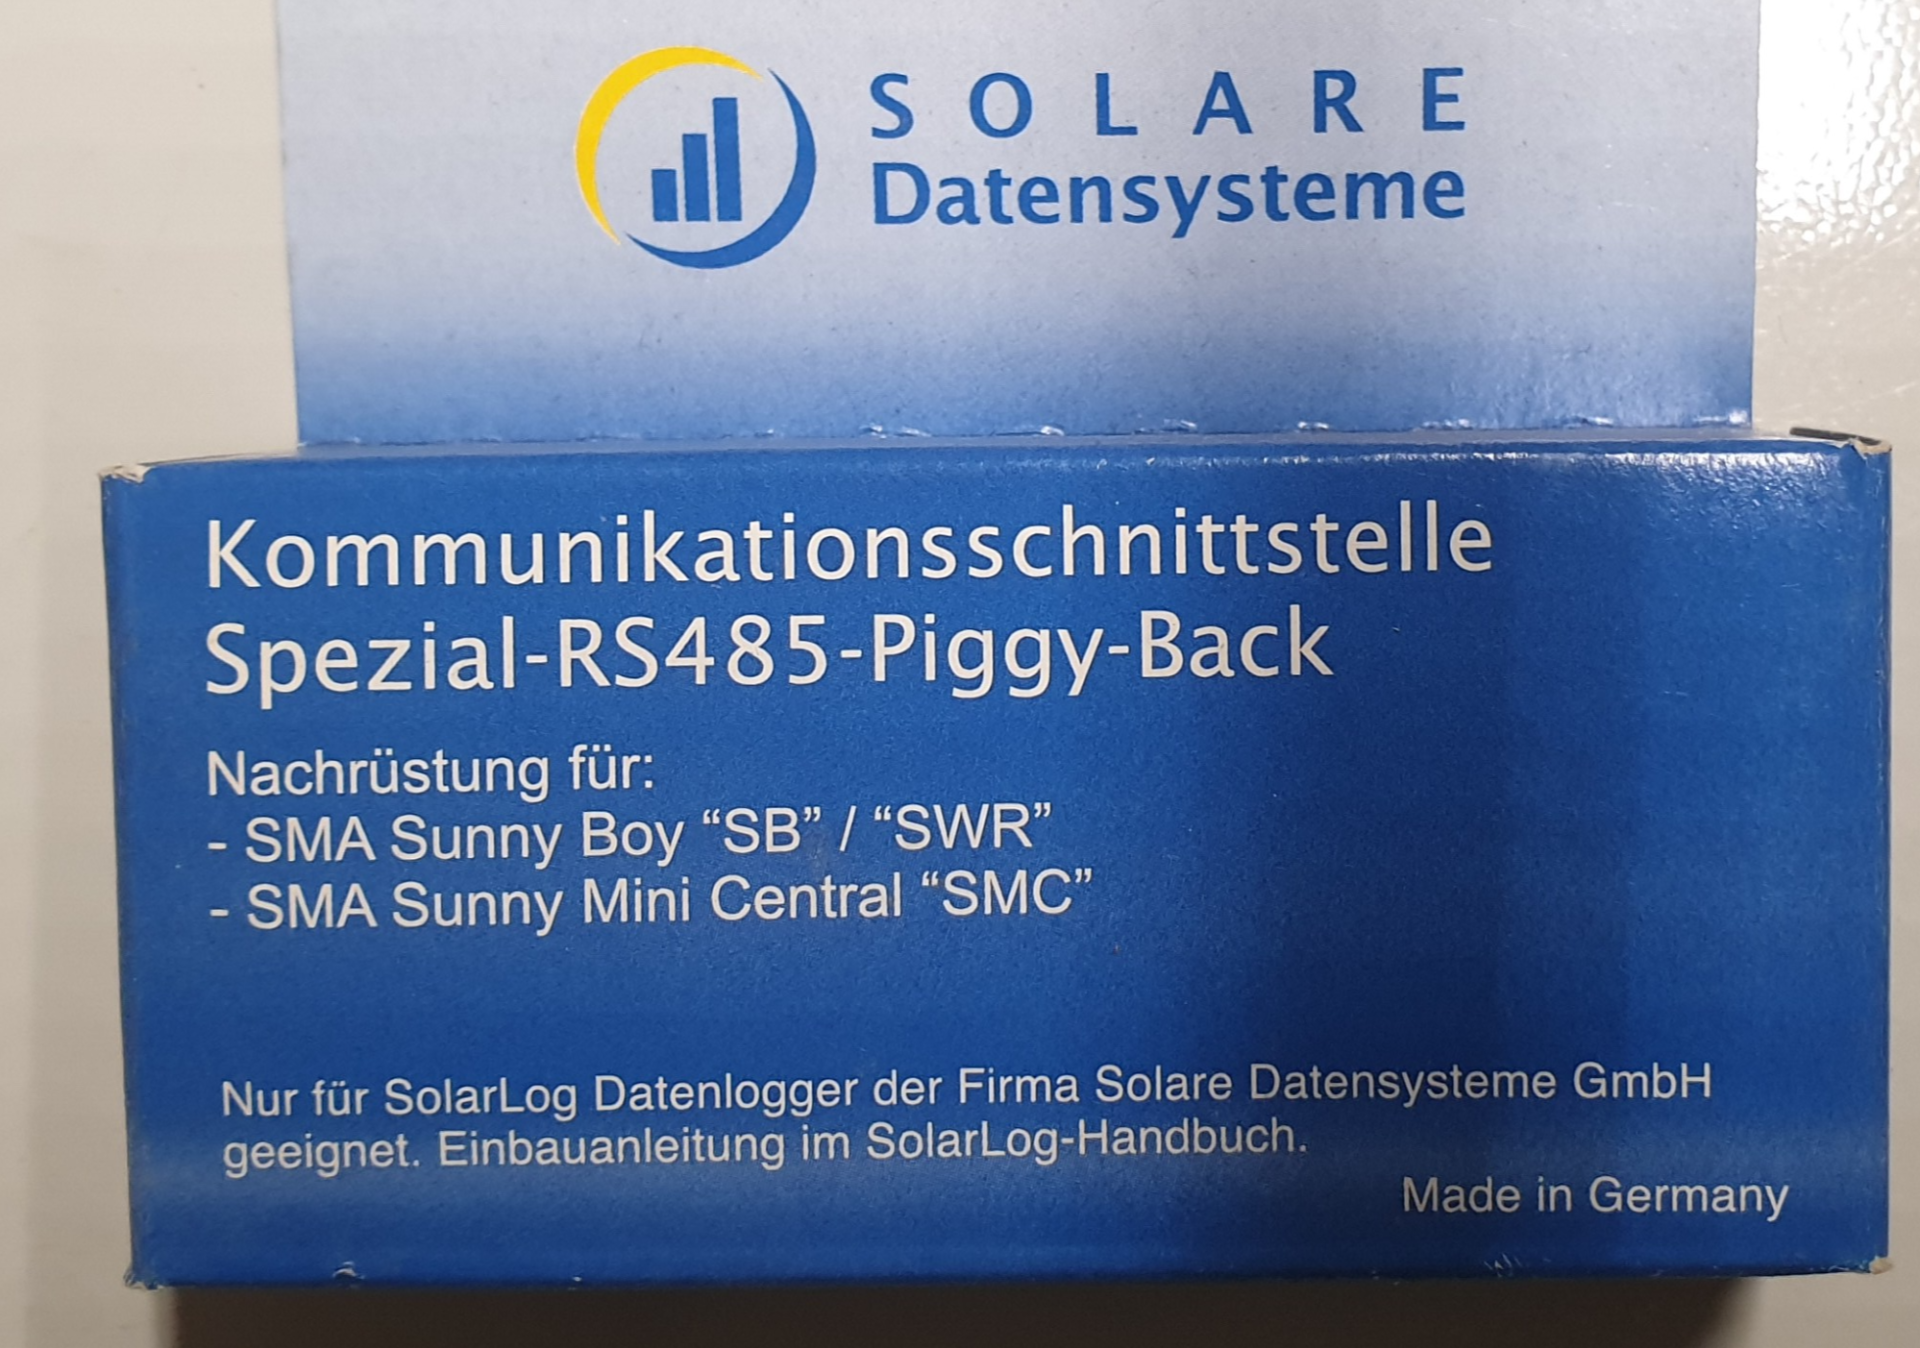 SOLARE
Datensysteme
Kommunikationsschnittstelle
Spezial-RS485-Piggy-Back
Nachrüstung für:
- SMA Sunny Boy “SB” / “SWR”
- SMA Sunny Mini Central “SMC”
Nur für SolarLog Datenlogger der Firma Solare Datensysteme GmbH
geeignet. Einbauanleitung im SolarLog-Handbuch.
Made in Germany